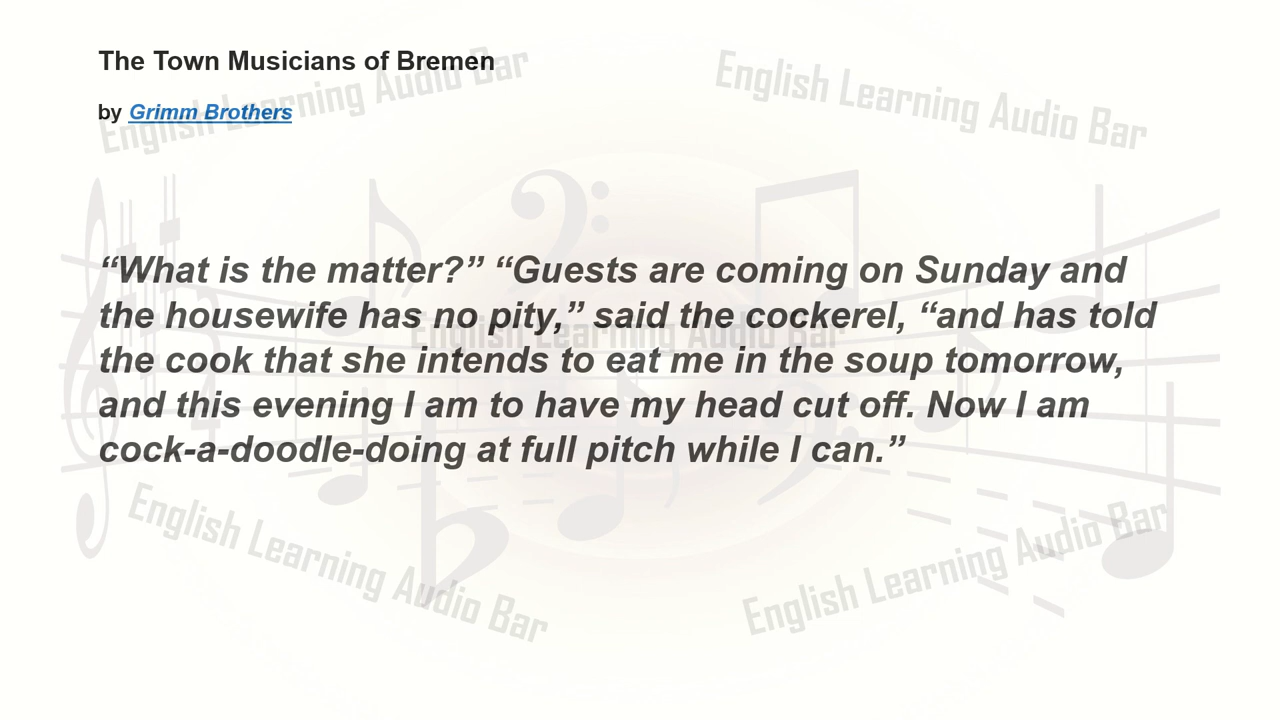 The Town Musicians of Bremen
by Grimm Brothers
English Learning Audio Bar
English Learning Audio Bar
“What is the matter?” “Guests are coming on Sunday and
the housewife has no pity,” said the cockerel, “and has told
English Learning Audio Bar
the cook that she intends to eat me in the soup tomorrow,
and this evening I am to have my head cut off. Now I am
cock-a-doodle-doing at full pitch while I can.”
English Learning Audio Bar
English Learning Audio Bar